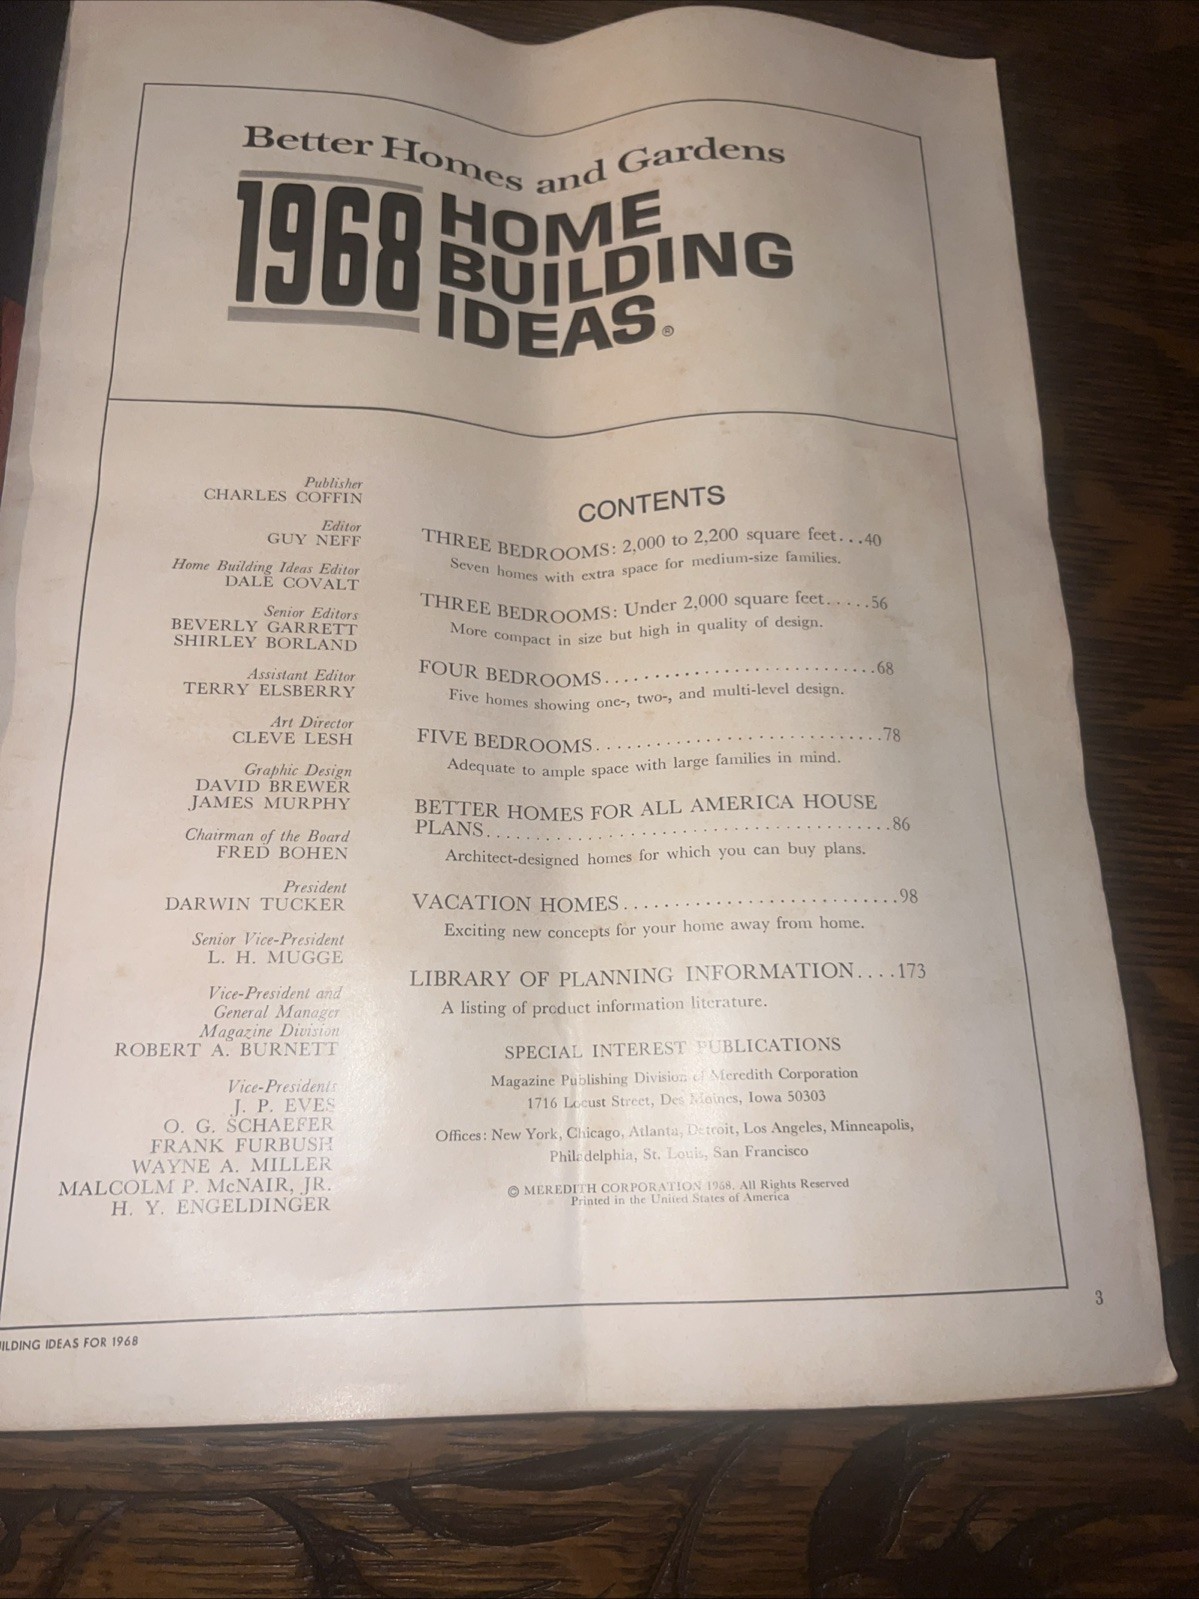 Better Homes and Gardens
1968 HOME
BUILDING
IDEAS®
Publisher
CHARLES COFFIN
Editor
GUY NEFF
Home Building Ideas Editor
DALE COVALT
Senior Editors
BEVERLY GARRETT
SHIRLEY BORLAND
Assistant Editor
TERRY ELSBERRY
Art Director
CLEVE LESH
Graphic Design
DAVID BREWER
JAMES MURPHY
Chairman of the Board
FRED BOHEN
President
DARWIN TUCKER
Senior Vice-President
L. H. MUGGE
Vice-President and
General Manager
Magazine Division
ROBERT A. BURNETT
Vice-Presidents
J. P. EVES
O. G. SCHAEFER
FRANK FURBUSH
WAYNE A. MILLER
MALCOLM P. McNAIR, JR.
H. Y. ENGELDINGER
CONTENTS
THREE BEDROOMS: 2,000 to 2,200 square feet...40
Seven homes with extra space for medium-size families.
THREE BEDROOMS: Under 2,000 square feet.....56
More compact in size but high in quality of design.
FOUR BEDROOMS............................68
Five homes showing one-, two-, and multi-level design.
FIVE BEDROOMS.............................78
Adequate to ample space with large families in mind.
BETTER HOMES FOR ALL AMERICA HOUSE
PLANS........................................86
Architect-designed homes for which you can buy plans.
VACATION HOMES...........................98
Exciting new concepts for your home away from home.
LIBRARY OF PLANNING INFORMATION....173
A listing of product information literature.
SPECIAL INTEREST PUBLICATIONS
Magazine Publishing Division of Meredith Corporation
1716 Locust Street, Des Moines, Iowa 50303
Offices: New York, Chicago, Atlanta, Detroit, Los Angeles, Minneapolis,
Philadelphia, St. Louis, San Francisco
© MEREDITH CORPORATION 1968. All Rights Reserved
Printed in the United States of America
3
ILDING IDEAS FOR 1968